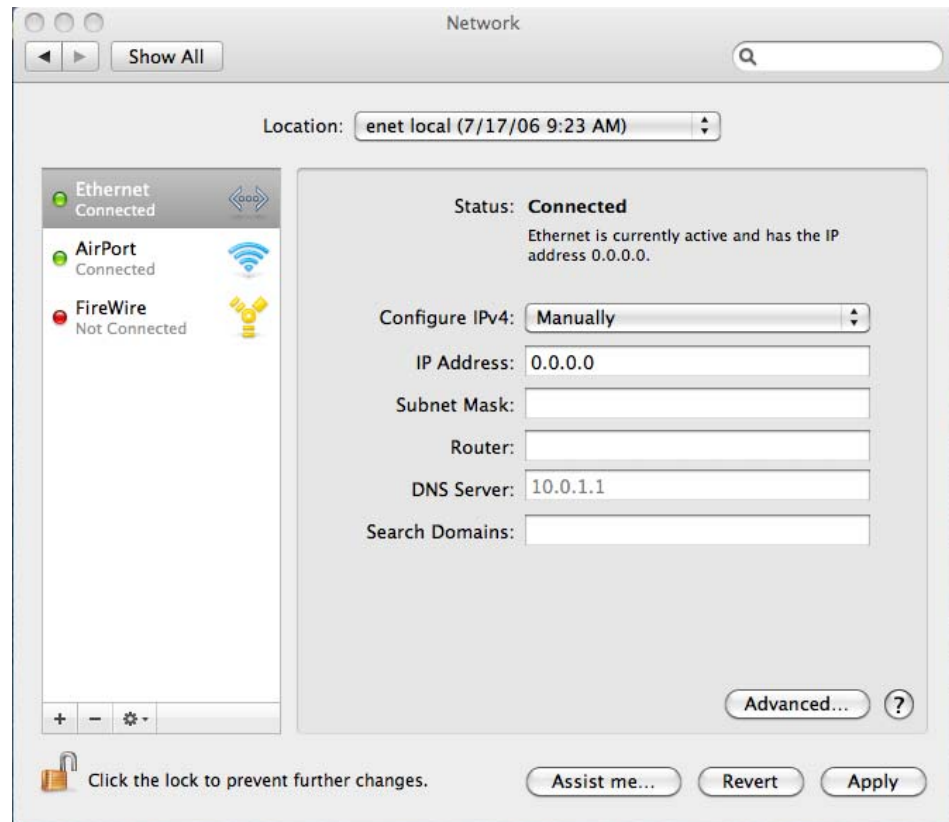 Network
Show All
Location: enet local (7/17/06 9:23 AM)
Ethernet
Connected
AirPort
Connected
FireWire
Not Connected
Status: Connected
Ethernet is currently active and has the IP
address 0.0.0.0.
Configure IPv4: Manually
IP Address: 0.0.0.0
Subnet Mask:
Router:
DNS Server: 10.0.1.1
Search Domains:
Advanced...
?
Click the lock to prevent further changes.
Assist me...
Revert
Apply